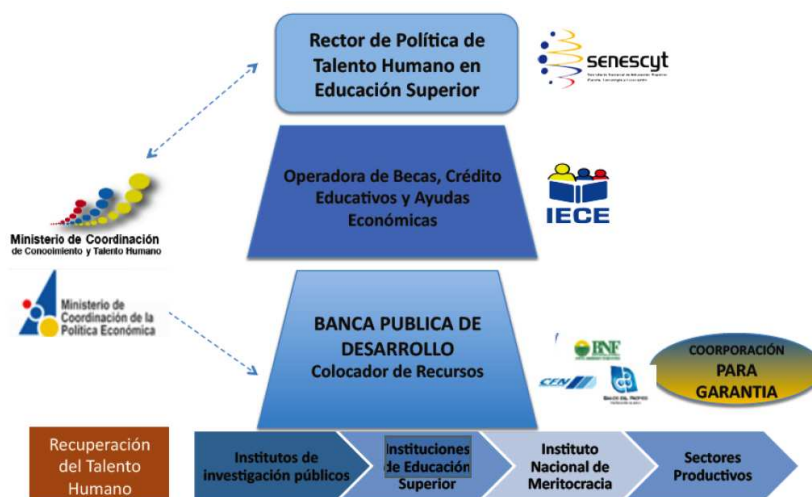 Rector de Política de
Talento Humano en
Educación Superior
senescyt
Operadora de Becas, Crédito
Educativos y Ayudas
Económicas
IECE
Ministerio de Coordinación
de Conocimiento y Talento Humano
Ministerio de
Coordinación de la
Política Económica
BANCA PUBLICA DE
DESARROLLO
Colocador de Recursos
BNF
CFN
COORPORACIÓN
PARA
GARANTIA
Recuperación
del Talento
Humano
Institutos de
investigación públicos
Instituciones
de Educación
Superior
Instituto
Nacional de
Meritocracia
Sectores
Productivos